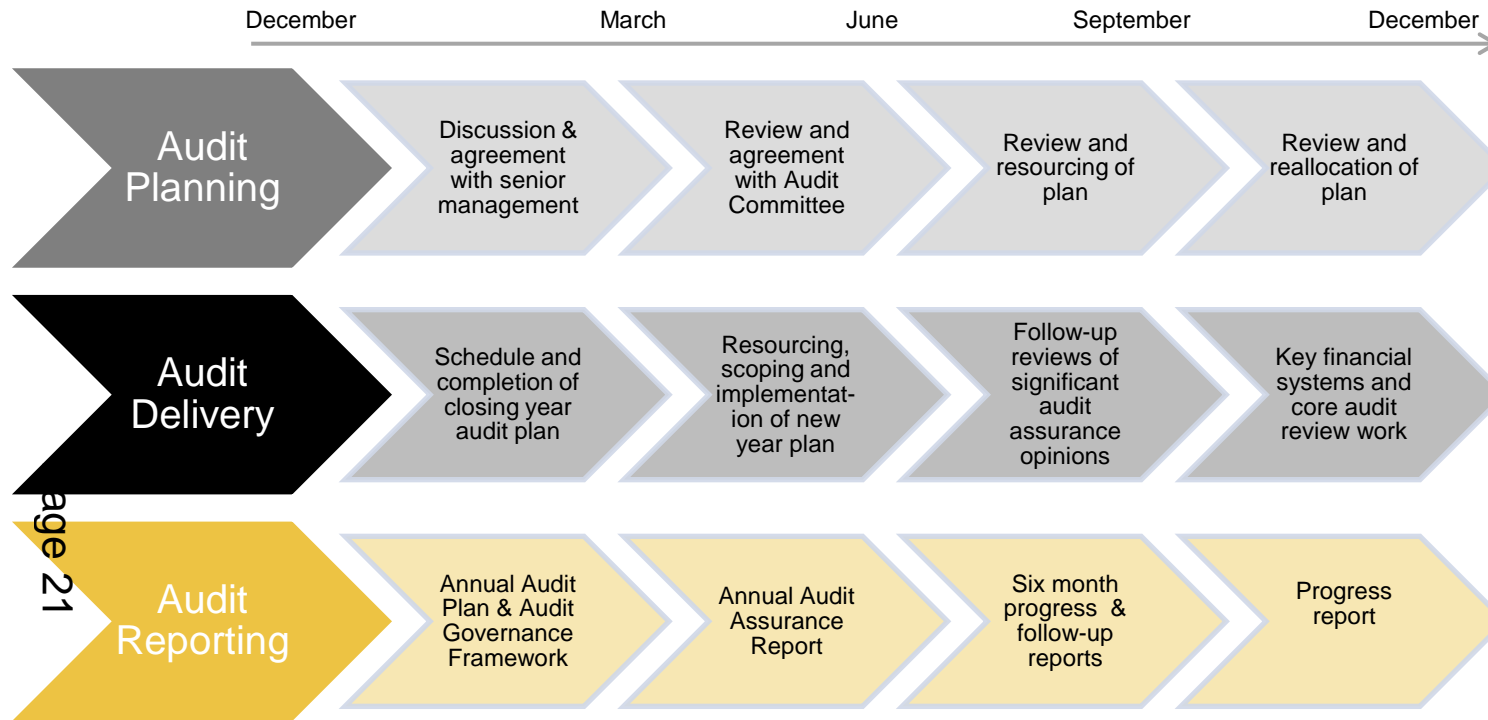 December March June September December
Audit
Planning
Discussion &
agreement
with senior
management
Review and
agreement
with Audit
Committee
Review and
resourcing of
plan
Review and
reallocation of
plan
Audit
Delivery
Schedule and
completion of
closing year
audit plan
Resourcing,
scoping and
implementat-
ion of new
year plan
Follow-up
reviews of
significant
audit
assurance
opinions
Key financial
systems and
core audit
review work
age 21
Audit
Reporting
Annual Audit
Plan & Audit
Governance
Framework
Annual Audit
Assurance
Report
Six month
progress &
follow-up
reports
Progress
report